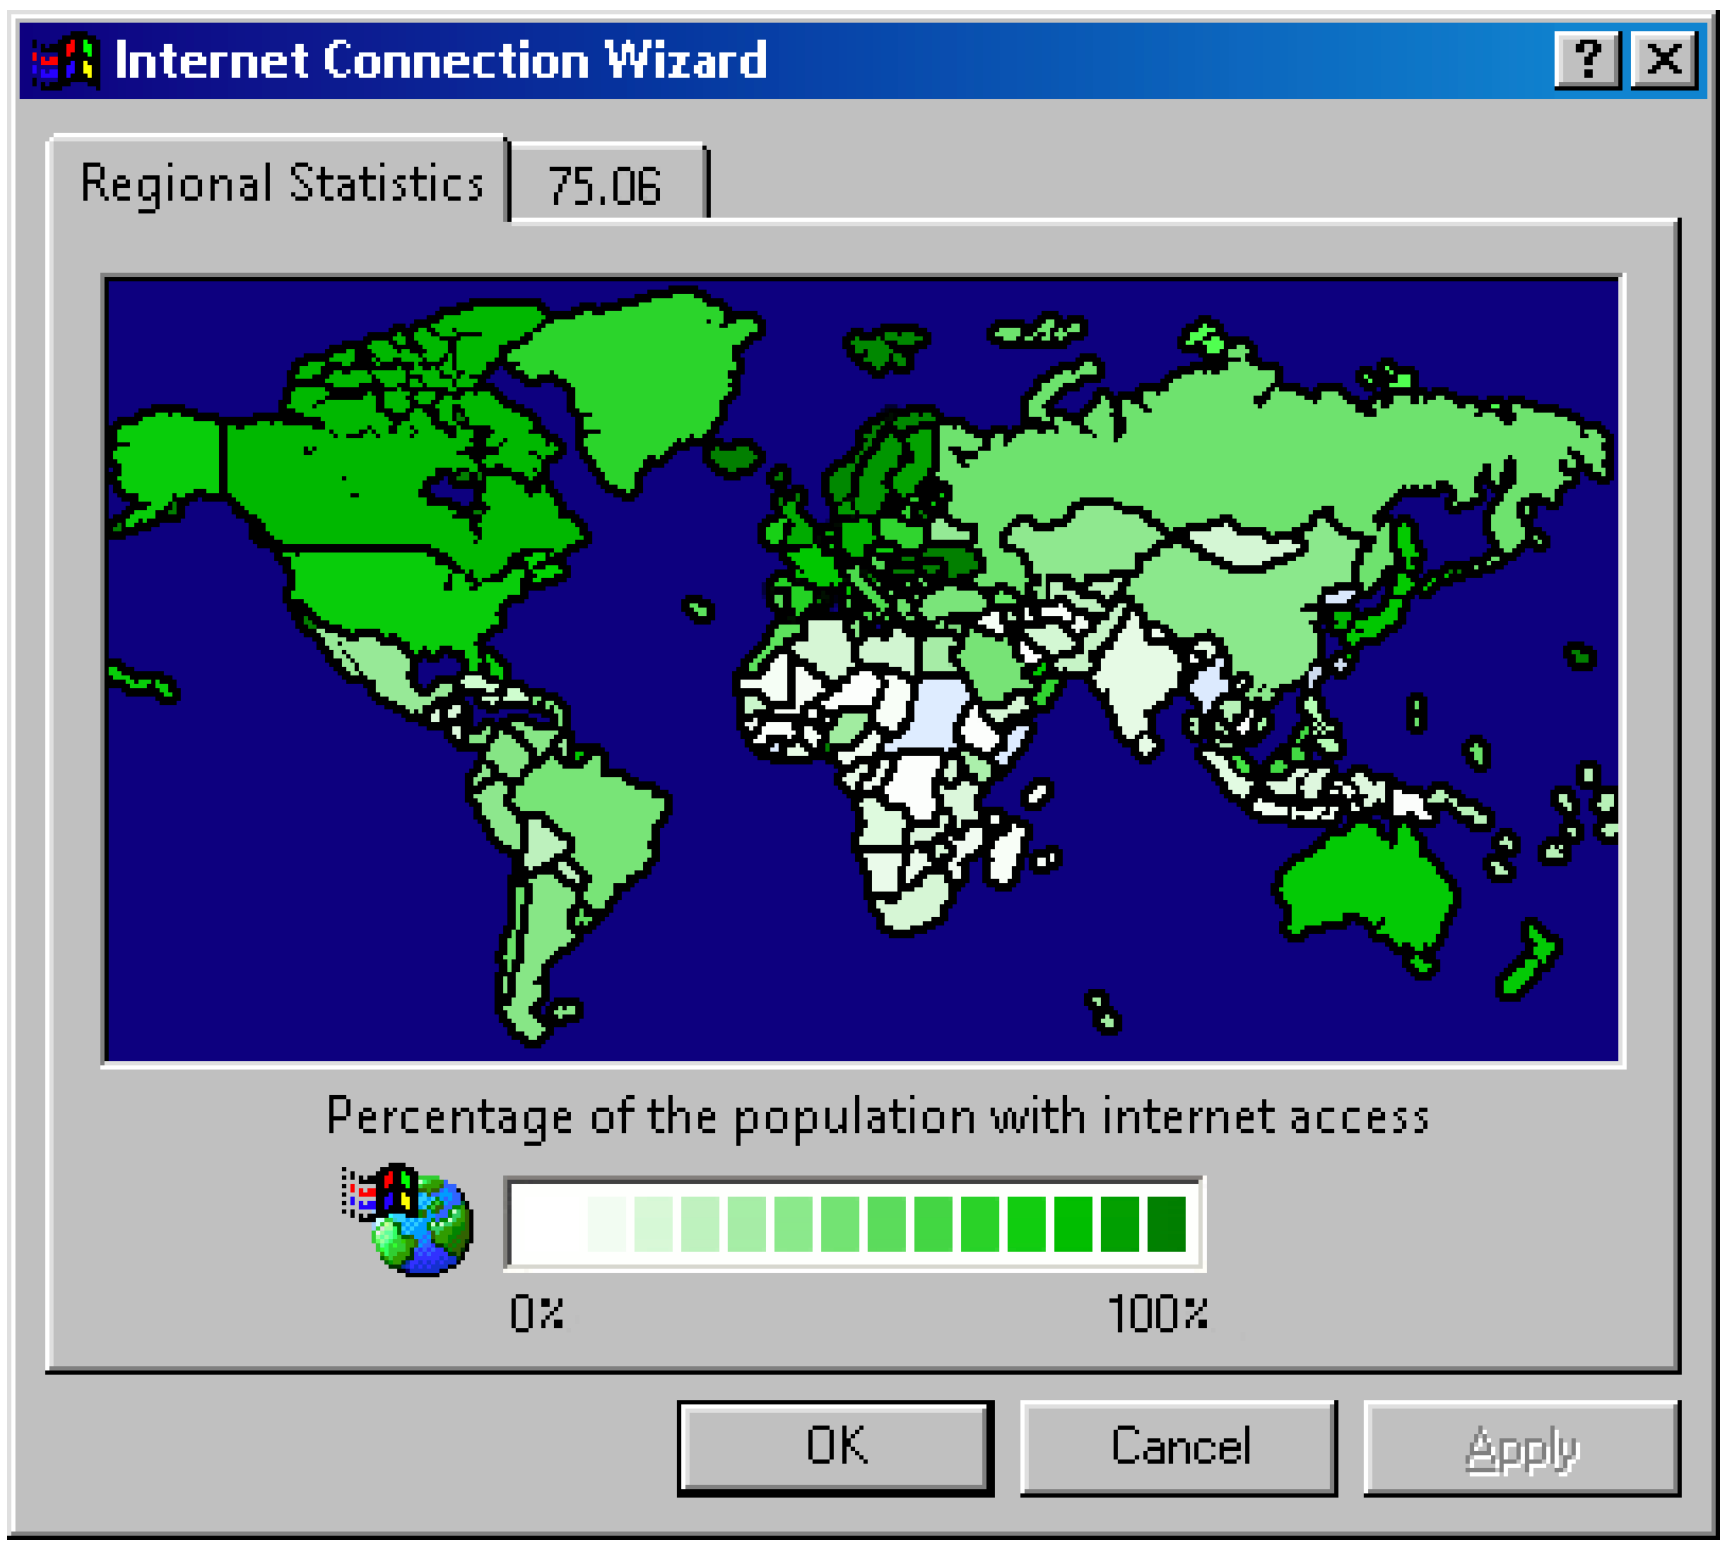 Internet Connection Wizard
?
Regional Statistics
75.06
Percentage of the population with internet access
0%
100%
OK
Cancel
Apply